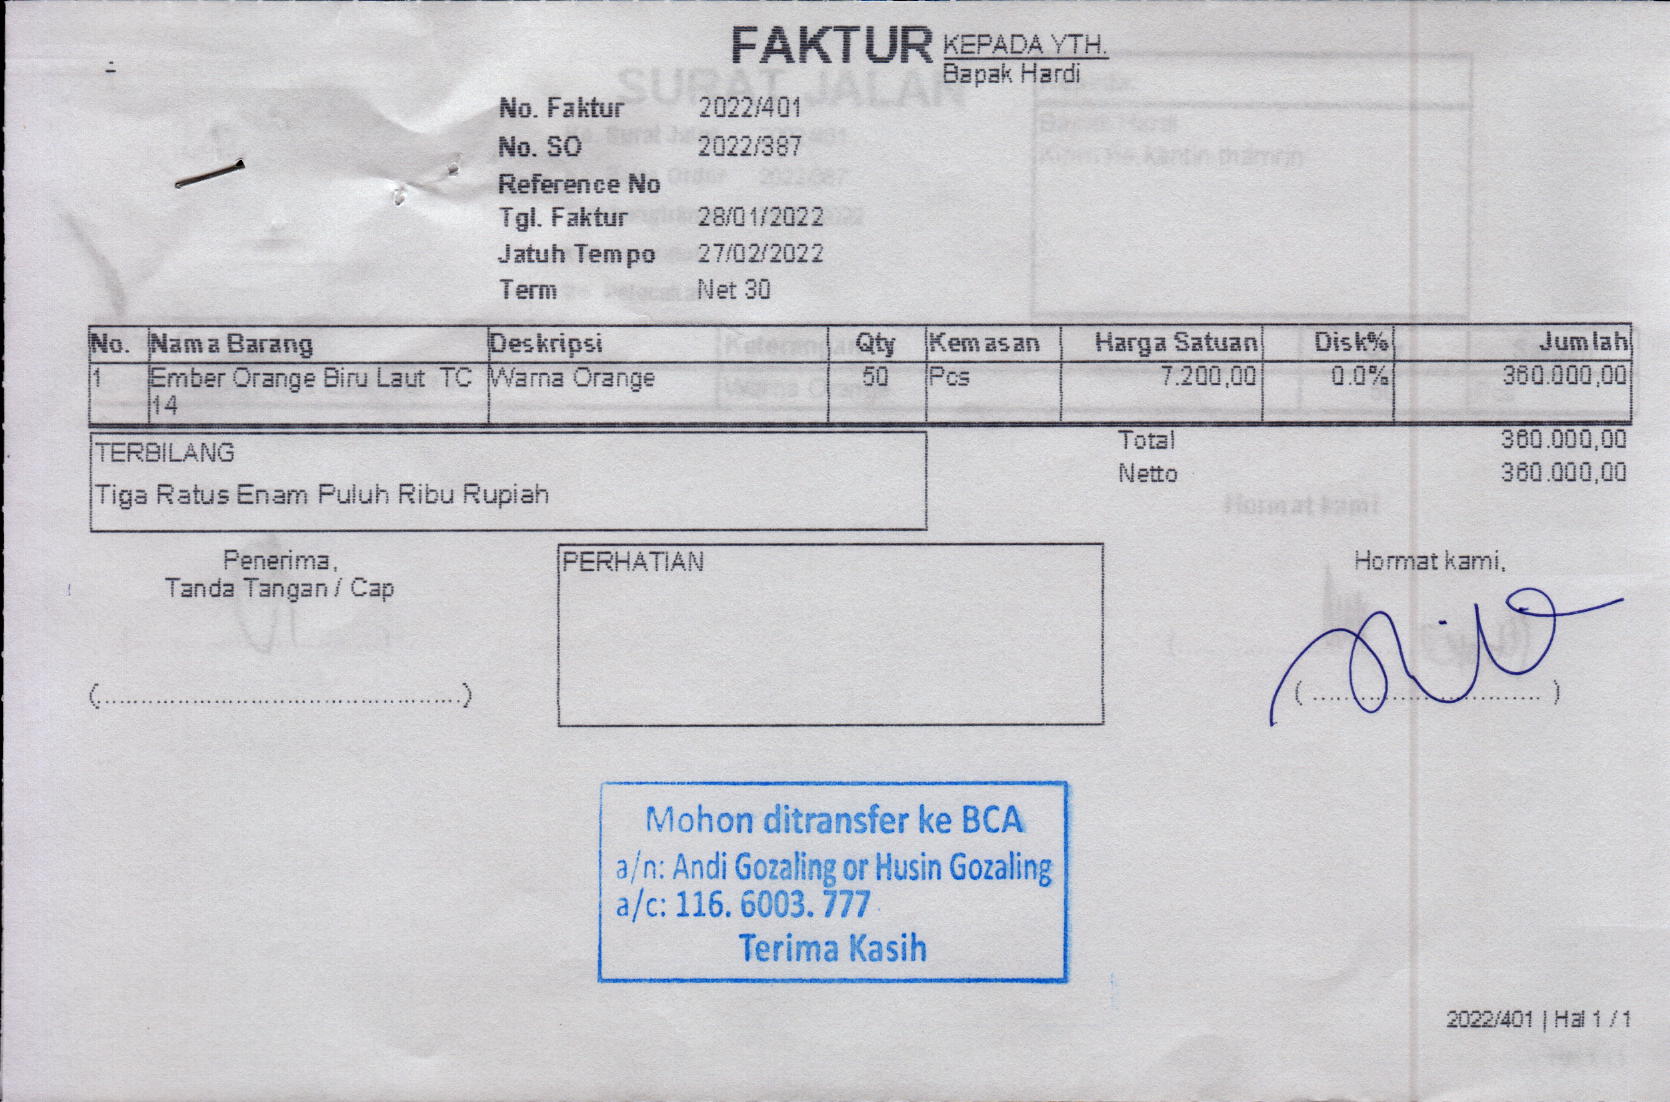 FAKTUR
KEPADA YTH.
Bapak Hardi
No. Faktur 2022/401
No. SO 2022/387
Reference No
Tgl. Faktur 28/01/2022
Jatuh Tempo 27/02/2022
Term Net 30
No. Nama Barang Deskripsi Qty Kemasan Harga Satuan Disk% Jumlah
1 Ember Orange Biru Laut TC Warna Orange 50 Pcs 7.200,00 0.0% 360.000,00
14
TERBILANG
Tiga Ratus Enam Puluh Ribu Rupiah
Total 360.000,00
Netto 360.000,00
Penerima,
Tanda Tangan / Cap
(................................................)
PERHATIAN
Hormat kami,
( ............................... )
Mohon ditransfer ke BCA
a/n: Andi Gozaling or Husin Gozaling
a/c: 116. 6003. 777
Terima Kasih
2022/401 | Hal 1 / 1